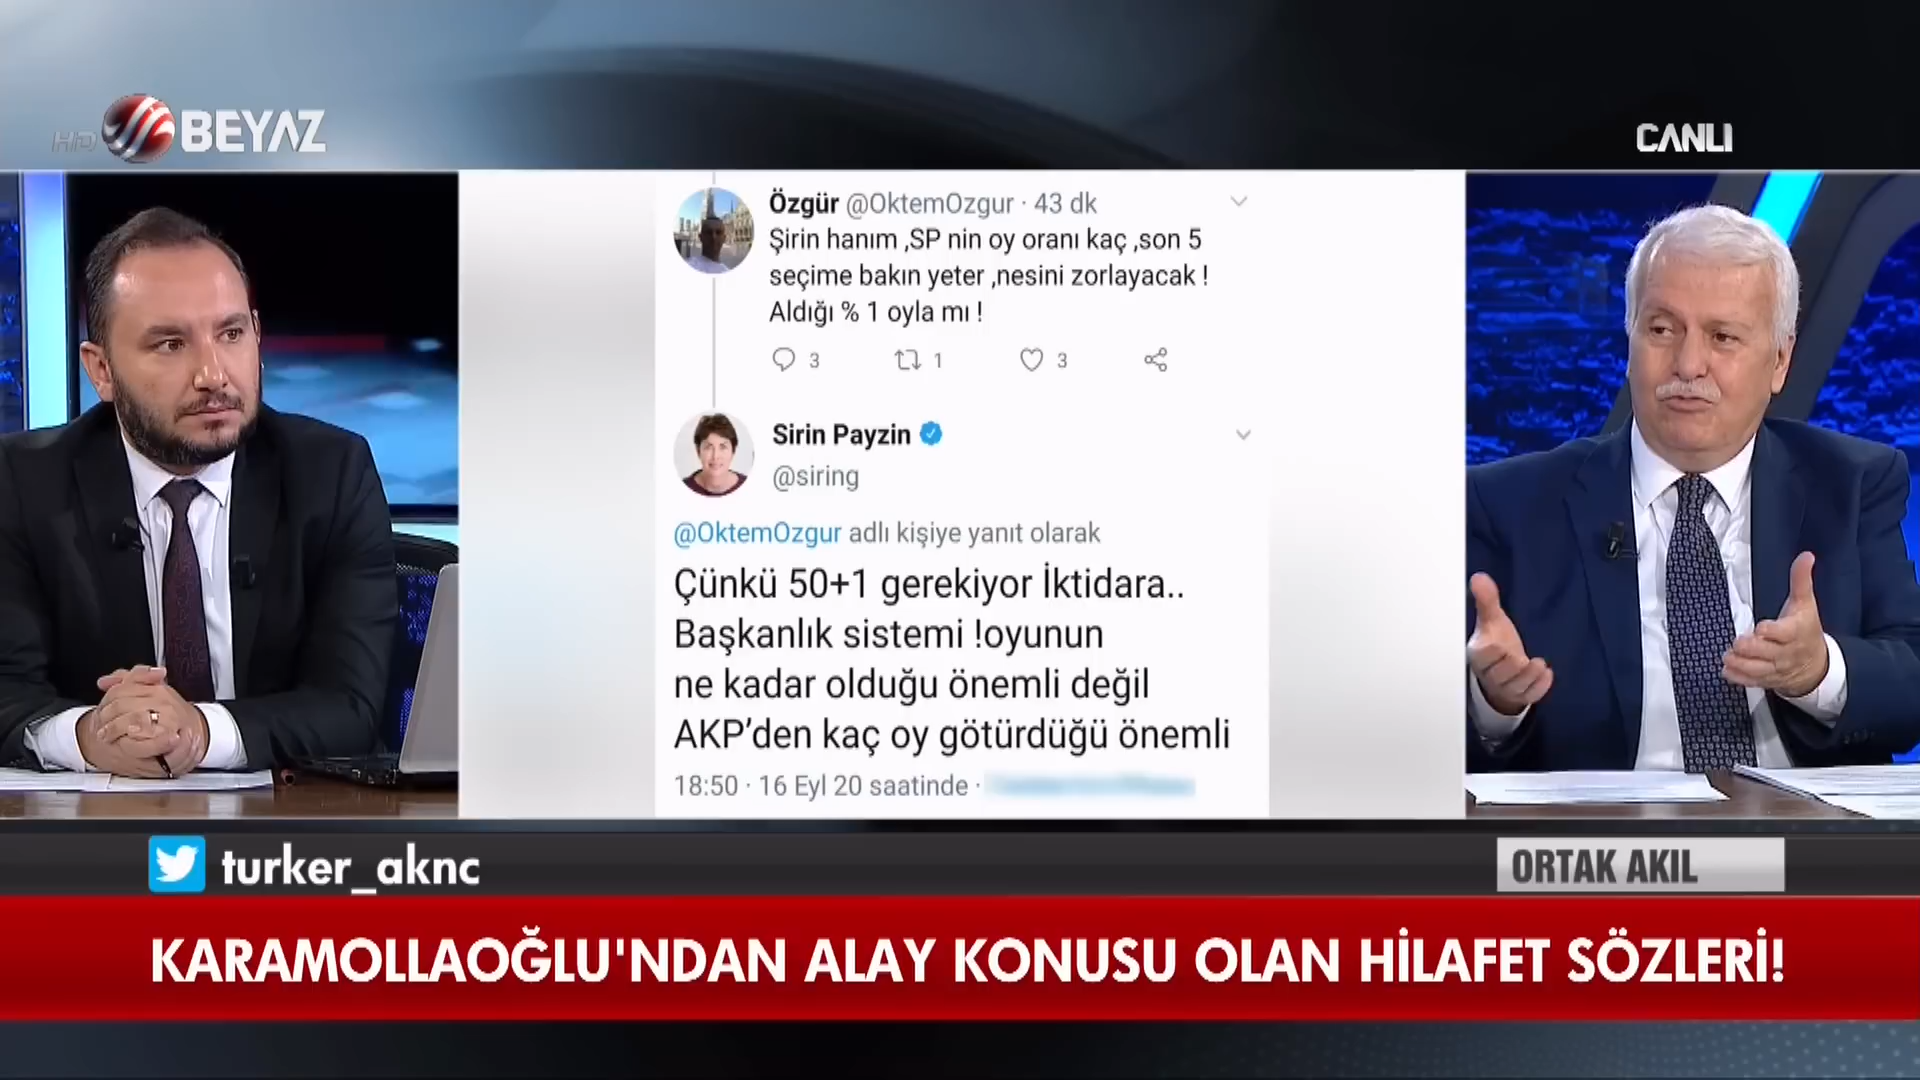 HD BEYAZ
CANLI
Özgür @OktemOzgur · 43 dk
Şirin hanım ,SP nin oy oranı kaç ,son 5
seçime bakın yeter ,nesini zorlayacak !
Aldığı % 1 oyla mı !
3 1 3
Sirin Payzin
@siring
@OktemOzgur adlı kişiye yanıt olarak
Çünkü 50+1 gerekiyor İktidara..
Başkanlık sistemi !oyunun
ne kadar olduğu önemli değil
AKP’den kaç oy götürdüğü önemli
18:50 · 16 Eyl 20 saatinde ·
turker_aknc
ORTAK AKIL
KARAMOLLAOĞLU'NDAN ALAY KONUSU OLAN HİLAFET SÖZLERİ!